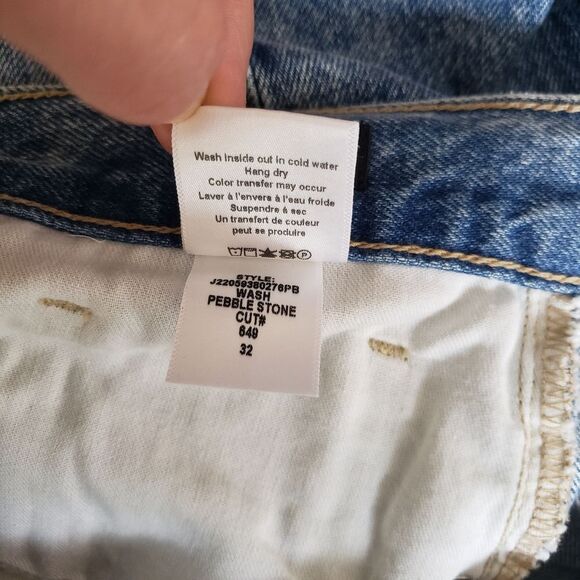 Wash inside out in cold water
Hang dry
Color transfer may occur
Laver à l'envers à l'eau froide
Suspendre à sec
Un transfert de couleur
peut se produire
P
STYLE:
J22059380276PB
WASH
PEBBLE STONE
CUT#
649
32